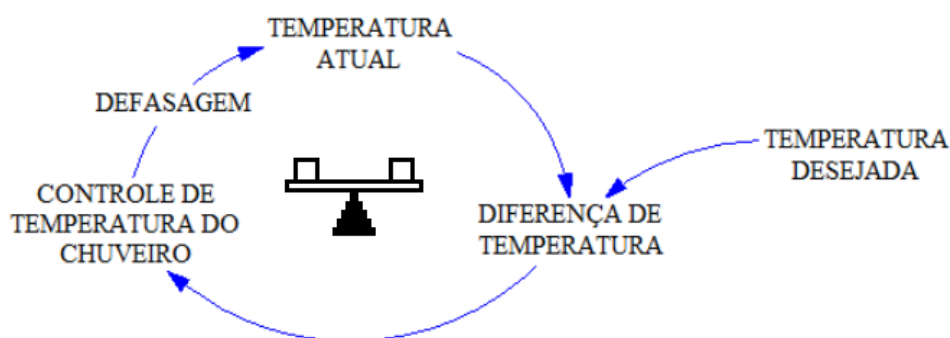 TEMPERATURA
ATUAL
DEFASAGEM
TEMPERATURA
DESEJADA
CONTROLE DE
TEMPERATURA DO
CHUVEIRO
DIFERENÇA DE
TEMPERATURA